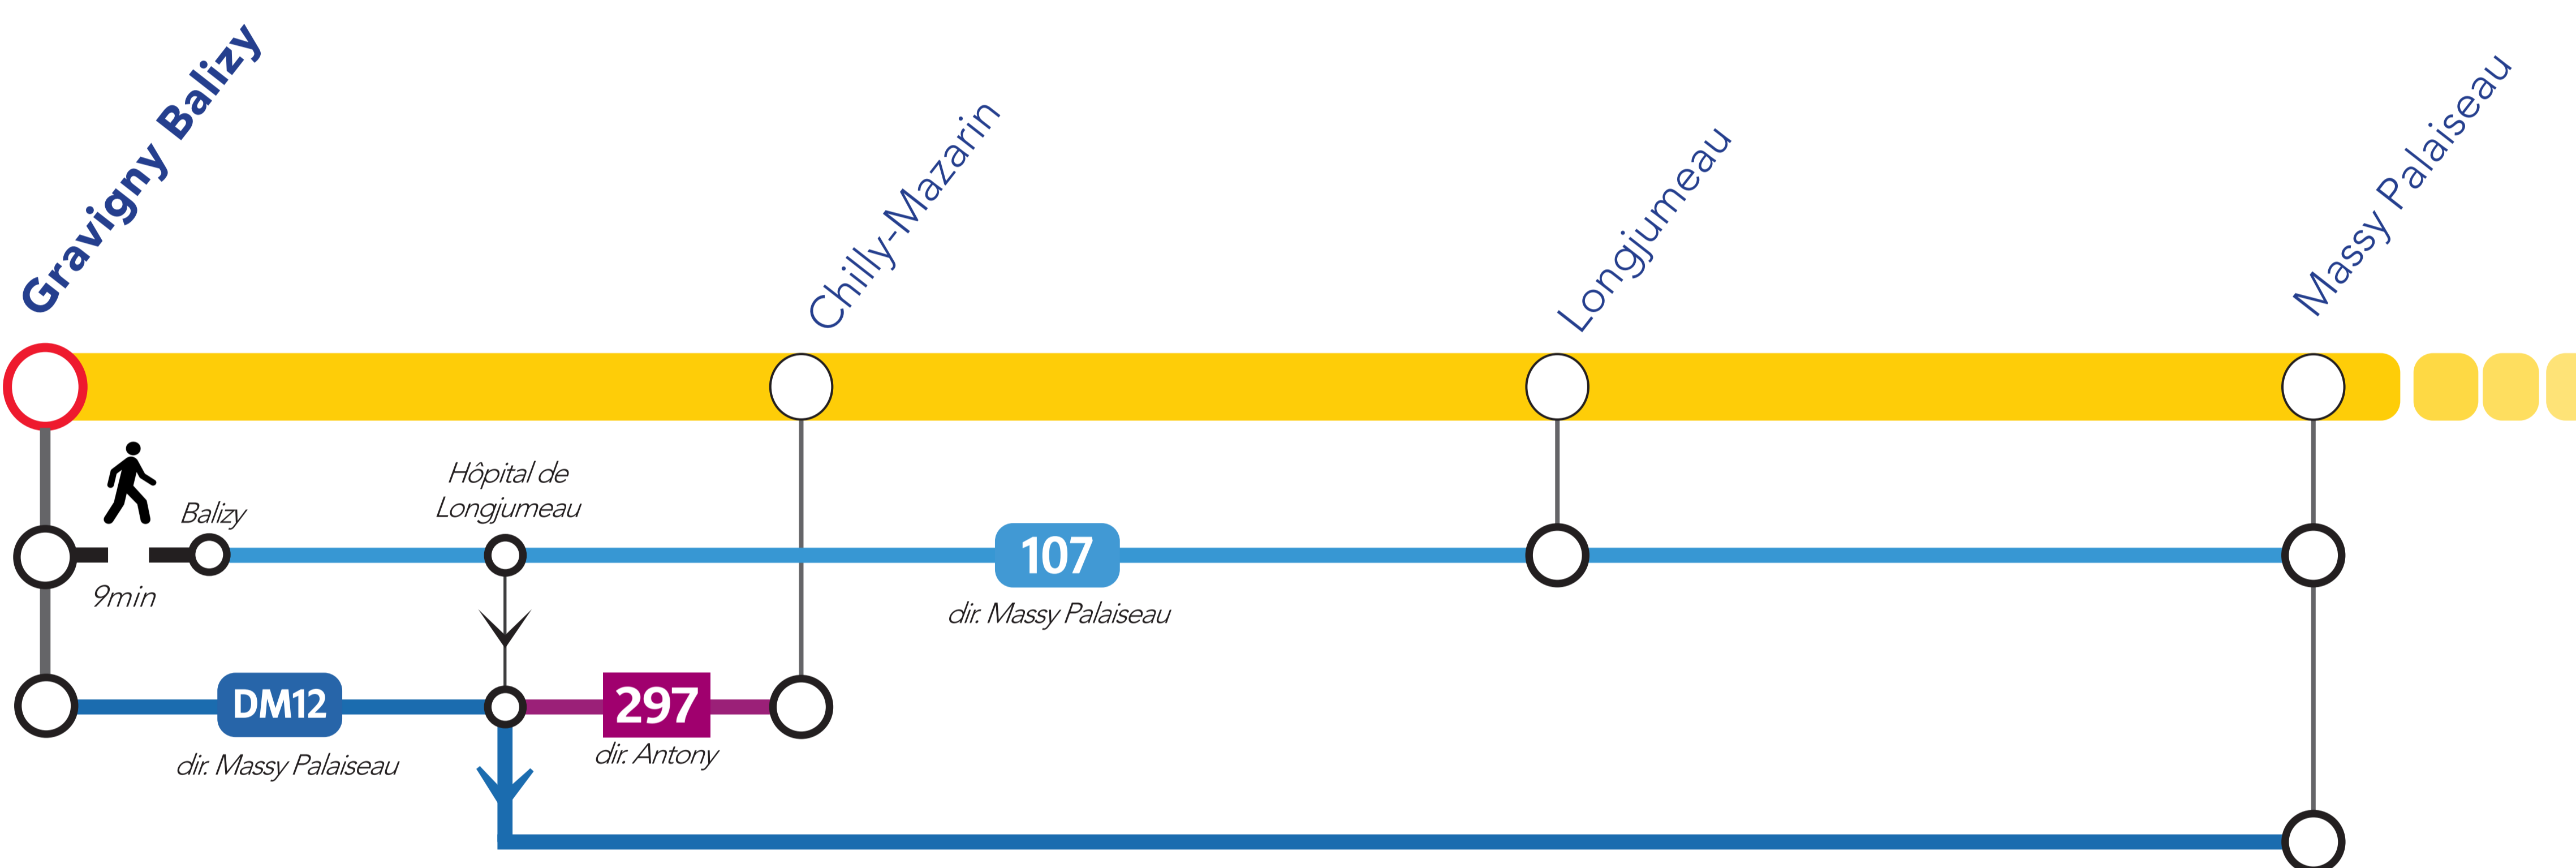 Gravigny Balizy
Chilly-Mazarin
Longjumeau
Massy Palaiseau
Hôpital de
Longjumeau
Balizy
9min
107
dir. Massy Palaiseau
DM12
dir. Massy Palaiseau
297
dir. Antony